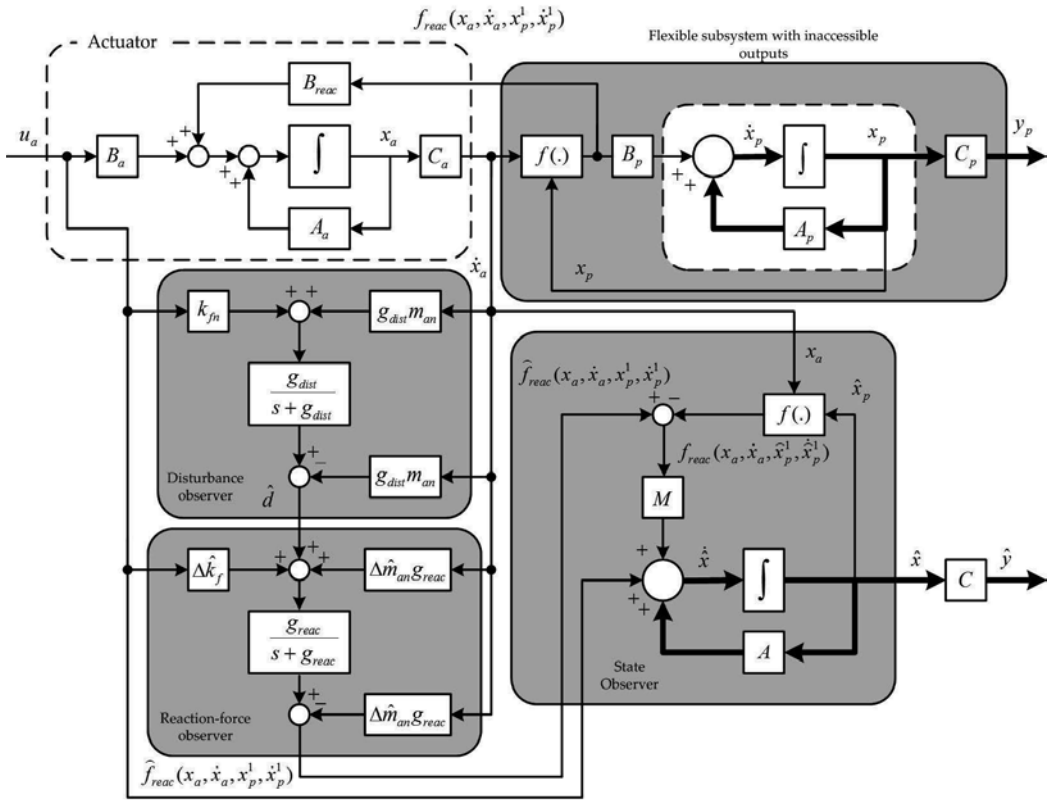 f_reac(x_a, ẋ_a, x_p^1, ẋ_p^1)
Actuator
Flexible subsystem with inaccessible
outputs
B_reac
u_a
B_a
+
+
+
+
∫
x_a
C_a
A_a
f(.)
B_p
+
+
ẋ_p
∫
x_p
C_p
y_p
A_p
x_p
ẋ_a
k_fn
+ +
g_dist m_an
g_dist
s + g_dist
+
−
g_dist m_an
Disturbance
observer
d̂
Δk̂_f
+
+
+
Δm̂_an g_reac
g_reac
s + g_reac
+
−
Δm̂_an g_reac
Reaction-force
observer
f̂_reac(x_a, ẋ_a, x_p^1, ẋ_p^1)
x_a
f̂_reac(x_a, ẋ_a, x_p^1, ẋ_p^1)
+ −
f(.)
x̂_p
f_reac(x_a, ẋ_a, x̂_p^1, ẋ̂_p^1)
M
+
+
+
+
ẋ̂
∫
x̂
C
ŷ
A
State
Observer